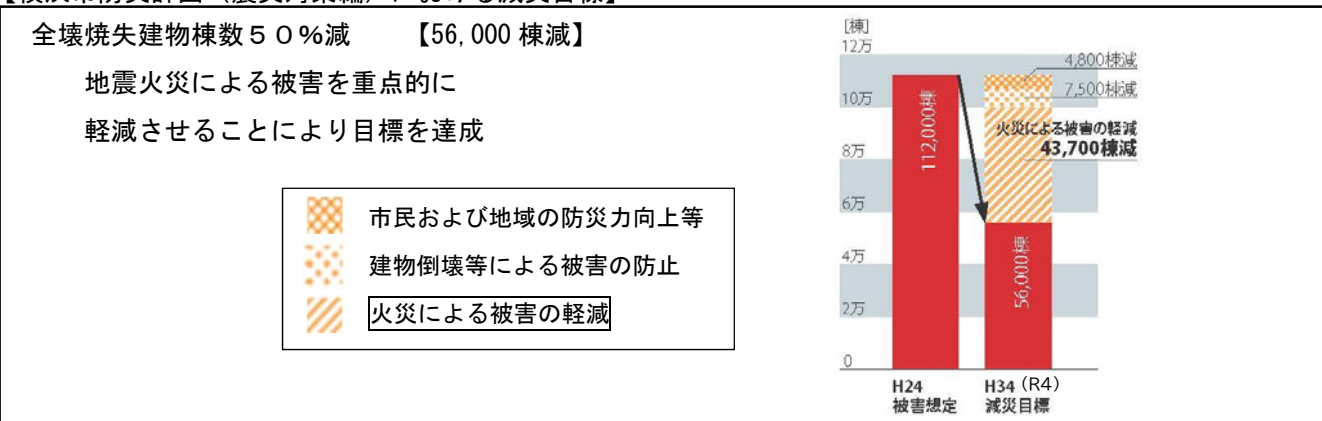 全壊焼失建物棟数５０％減 【56,000 棟減】
地震火災による被害を重点的に
軽減させることにより目標を達成
市民および地域の防災力向上等
建物倒壊等による被害の防止
火災による被害の軽減
[棟]
12万
10万
8万
6万
4万
2万
0
112,000棟
4,800棟減
7,500棟減
火災による被害の軽減
43,700棟減
56,000棟
H24
被害想定
H34 (R4)
減災目標